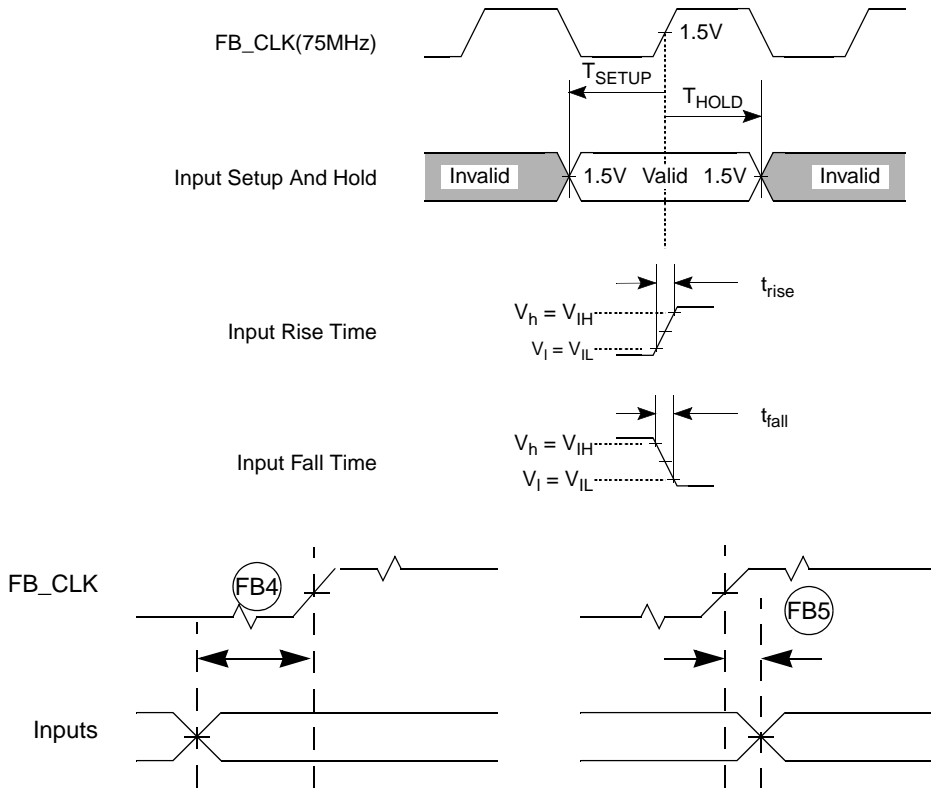 FB_CLK(75MHz)
1.5V
TSETUP
THOLD
Input Setup And Hold
Invalid
1.5V Valid 1.5V
Invalid
trise
Vh = VIH
Input Rise Time
Vl = VIL
tfall
Vh = VIH
Input Fall Time
Vl = VIL
FB_CLK
FB4
FB5
Inputs